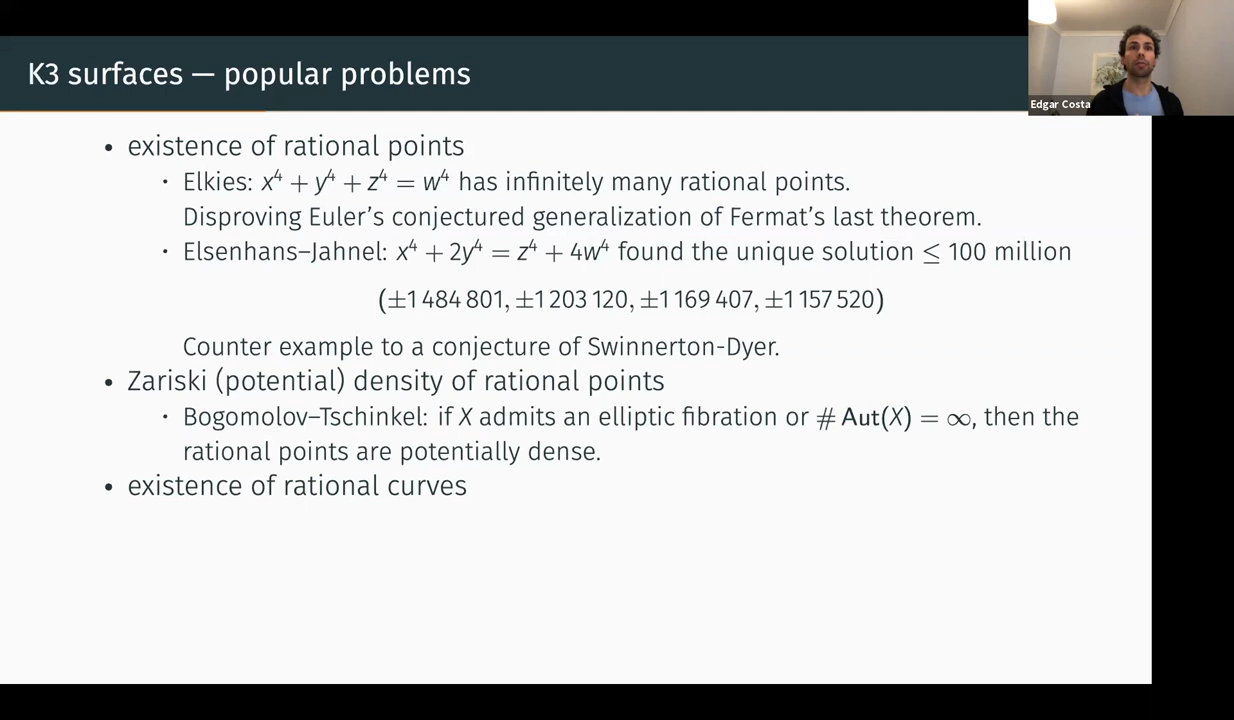 K3 surfaces — popular problems
Edgar Costa
• existence of rational points
· Elkies: x⁴ + y⁴ + z⁴ = w⁴ has infinitely many rational points.
Disproving Euler's conjectured generalization of Fermat's last theorem.
· Elsenhans–Jahnel: x⁴ + 2y⁴ = z⁴ + 4w⁴ found the unique solution ≤ 100 million
(±1 484 801, ±1 203 120, ±1 169 407, ±1 157 520)
Counter example to a conjecture of Swinnerton-Dyer.
• Zariski (potential) density of rational points
· Bogomolov–Tschinkel: if X admits an elliptic fibration or # Aut(X) = ∞, then the
rational points are potentially dense.
• existence of rational curves